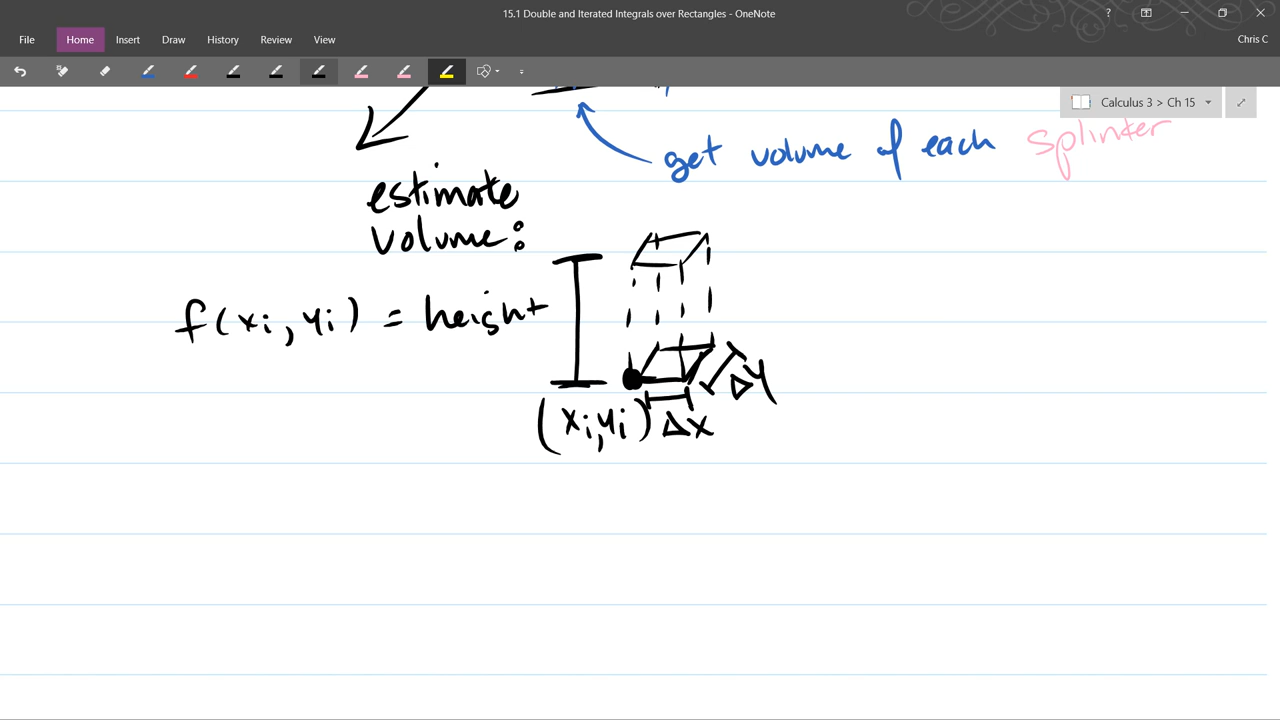 15.1 Double and Iterated Integrals over Rectangles - OneNote
File Home Insert Draw History Review View
Chris C
Calculus 3 > Ch 15
get volume of each splinter
estimate
volume:
f(xi, yi) = height
Δy
(xi, yi) Δx